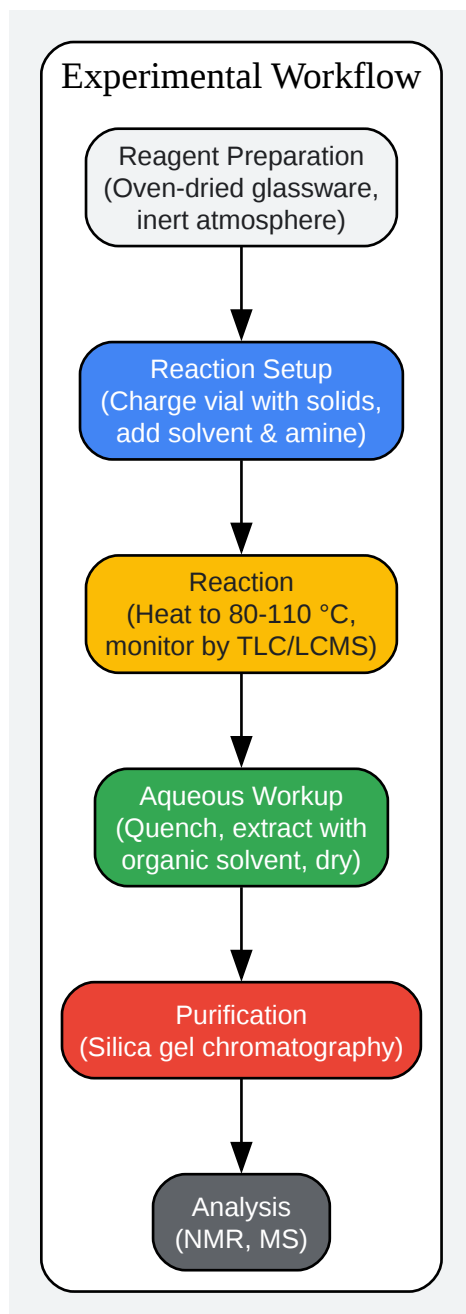 Experimental Workflow
Reagent Preparation
(Oven-dried glassware,
inert atmosphere)
Reaction Setup
(Charge vial with solids,
add solvent & amine)
Reaction
(Heat to 80-110 °C,
monitor by TLC/LCMS)
Aqueous Workup
(Quench, extract with
organic solvent, dry)
Purification
(Silica gel chromatography)
Analysis
(NMR, MS)